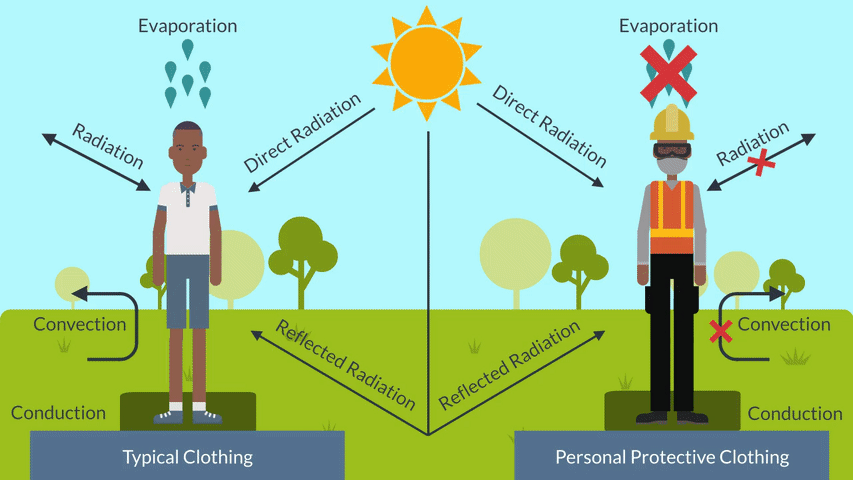 Evaporation
Evaporation
Radiation
Direct Radiation
Direct Radiation
Radiation
Convection
Reflected Radiation
Reflected Radiation
Convection
Conduction
Conduction
Typical Clothing
Personal Protective Clothing